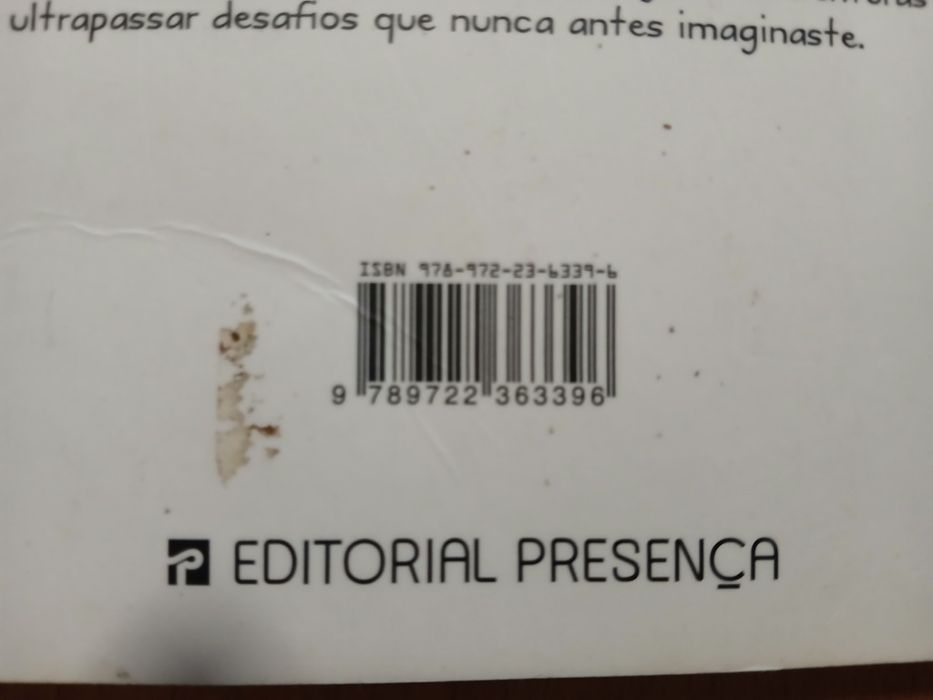 ultrapassar desafios que nunca antes imaginaste.
ISBN 978-972-23-6339-6
9 789722 363396
EDITORIAL PRESENÇA